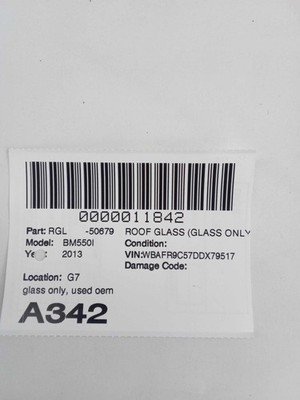 0000011842
Part: RGL -50679 ROOF GLASS (GLASS ONLY
Model: BM550I Condition:
Year: 2013 VIN:WBAFR9C57DDX79517
Damage Code:
Location: G7
glass only, used oem
A342